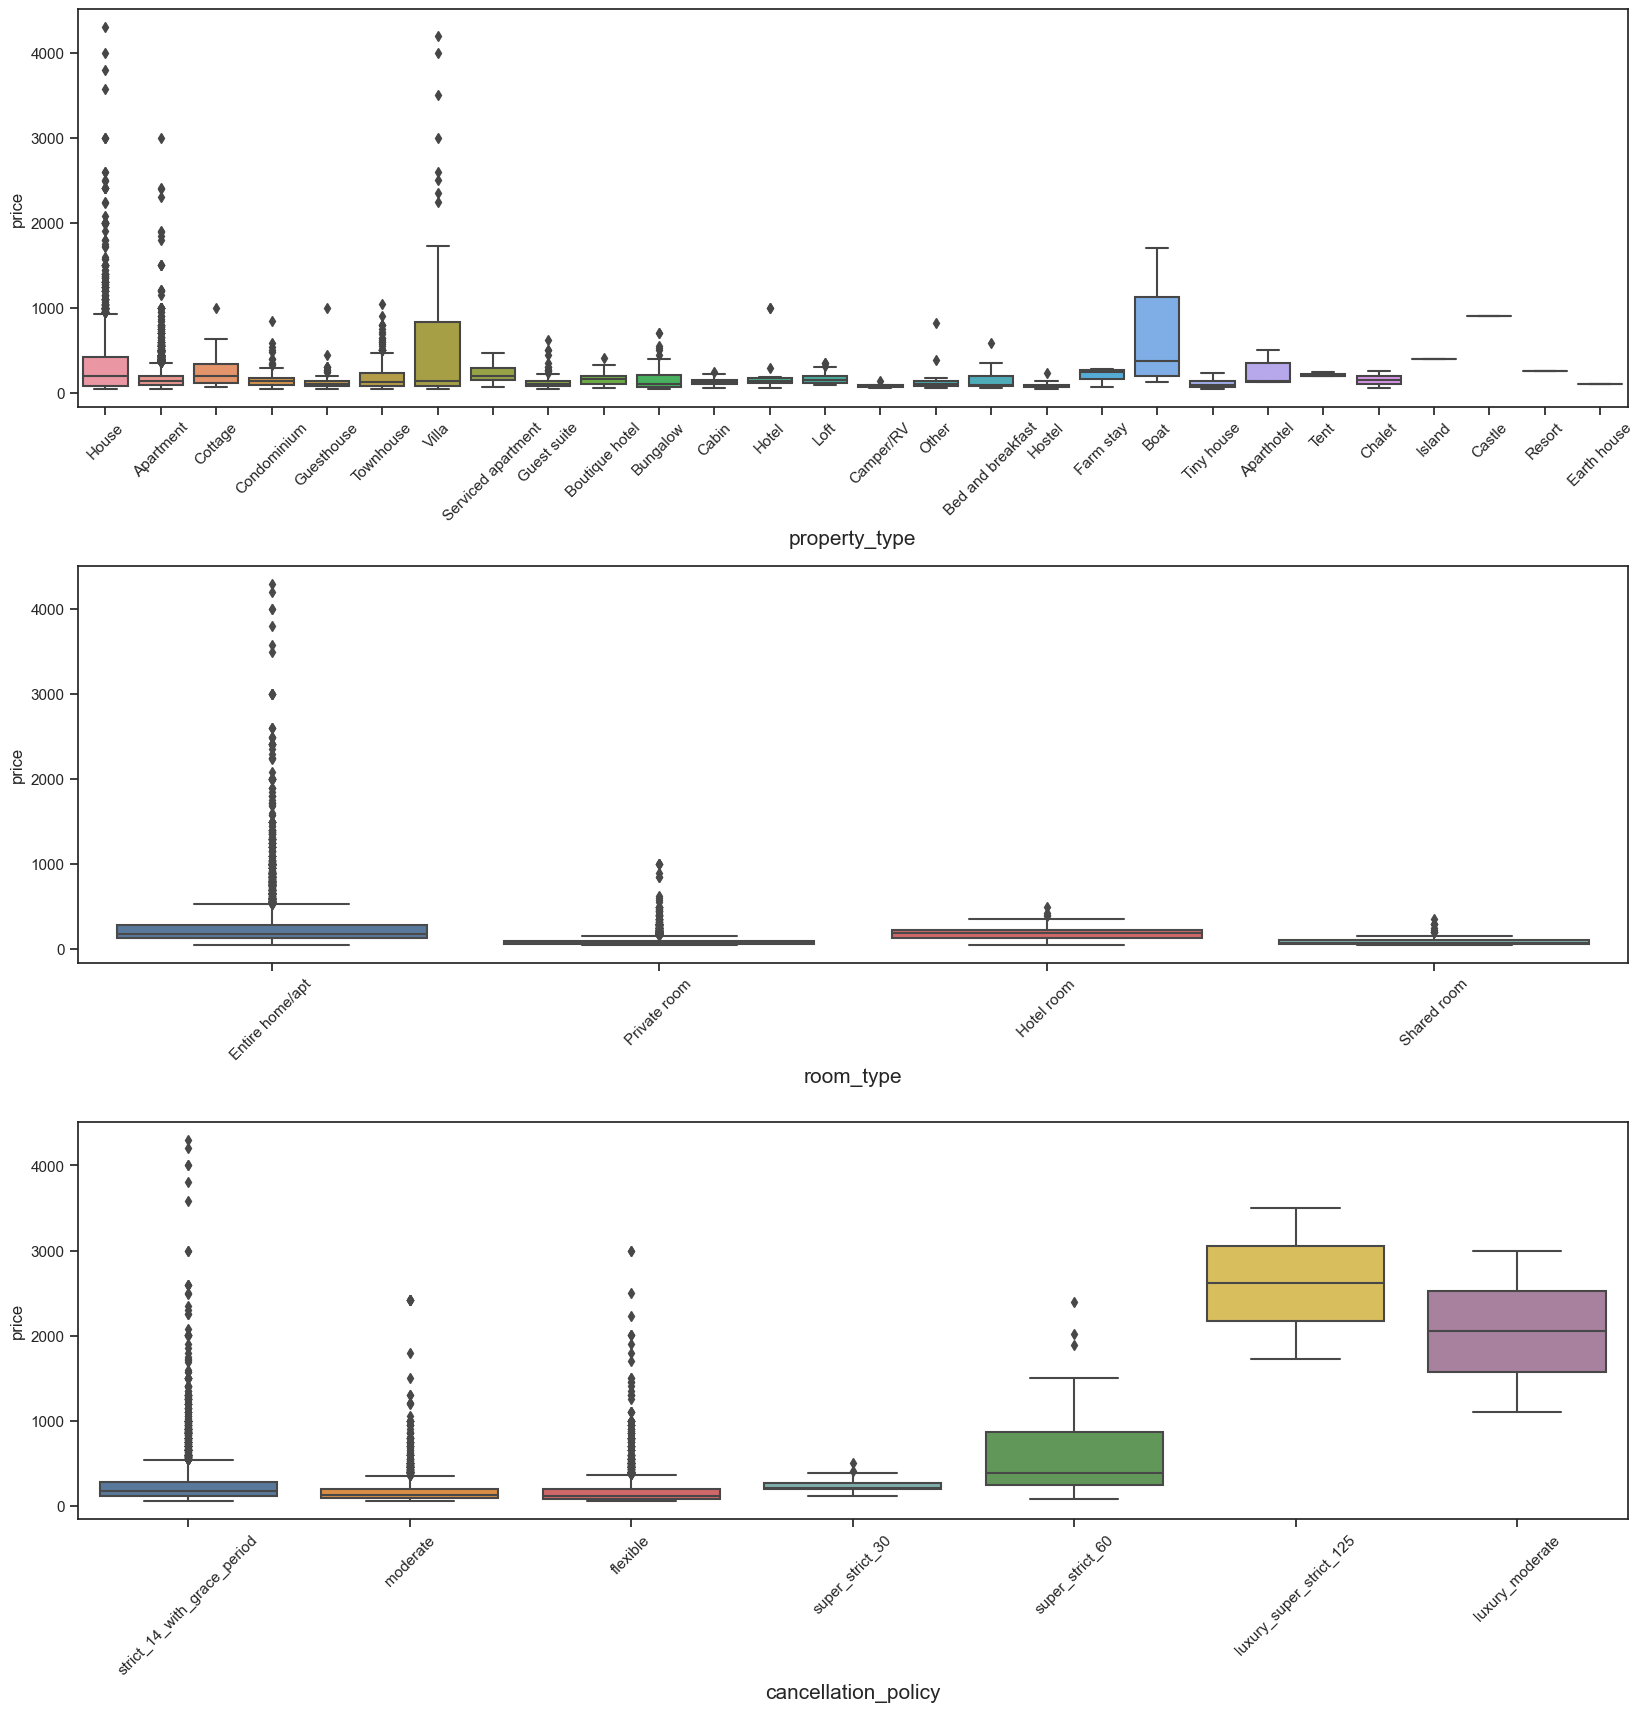 4000
3000
2000
1000
0
price
House
Apartment
Cottage
Condominium
Guesthouse
Townhouse
Villa
Serviced apartment
Guest suite
Boutique hotel
Bungalow
Cabin
Hotel
Loft
Camper/RV
Other
Bed and breakfast
Hostel
Farm stay
Boat
Tiny house
Aparthotel
Tent
Chalet
Island
Castle
Resort
Earth house
property_type
4000
3000
2000
1000
0
price
Entire home/apt
Private room
Hotel room
Shared room
room_type
4000
3000
2000
1000
0
price
strict_14_with_grace_period
moderate
flexible
super_strict_30
super_strict_60
luxury_super_strict_125
luxury_moderate
cancellation_policy